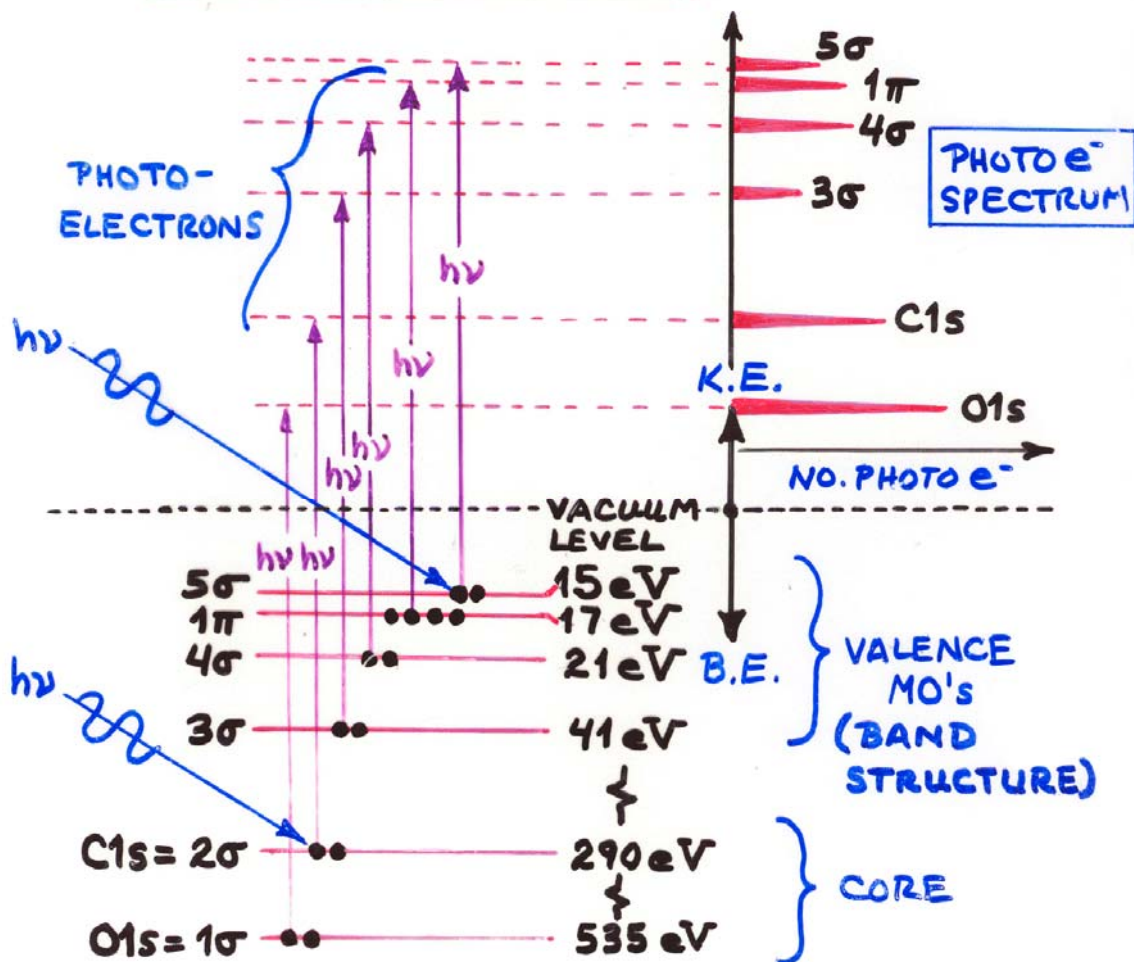 5σ
1π
4σ
3σ
C1s
O1s
PHOTO e⁻
SPECTRUM
PHOTO-
ELECTRONS
hν
hν
hν
hν
hν
hν
hν
hν
K.E.
NO. PHOTO e⁻
VACUUM
LEVEL
5σ
15 eV
1π
17 eV
4σ
21 eV
B.E.
3σ
41 eV
VALENCE
MO'S
(BAND
STRUCTURE)
C1s = 2σ
290 eV
CORE
O1s = 1σ
535 eV